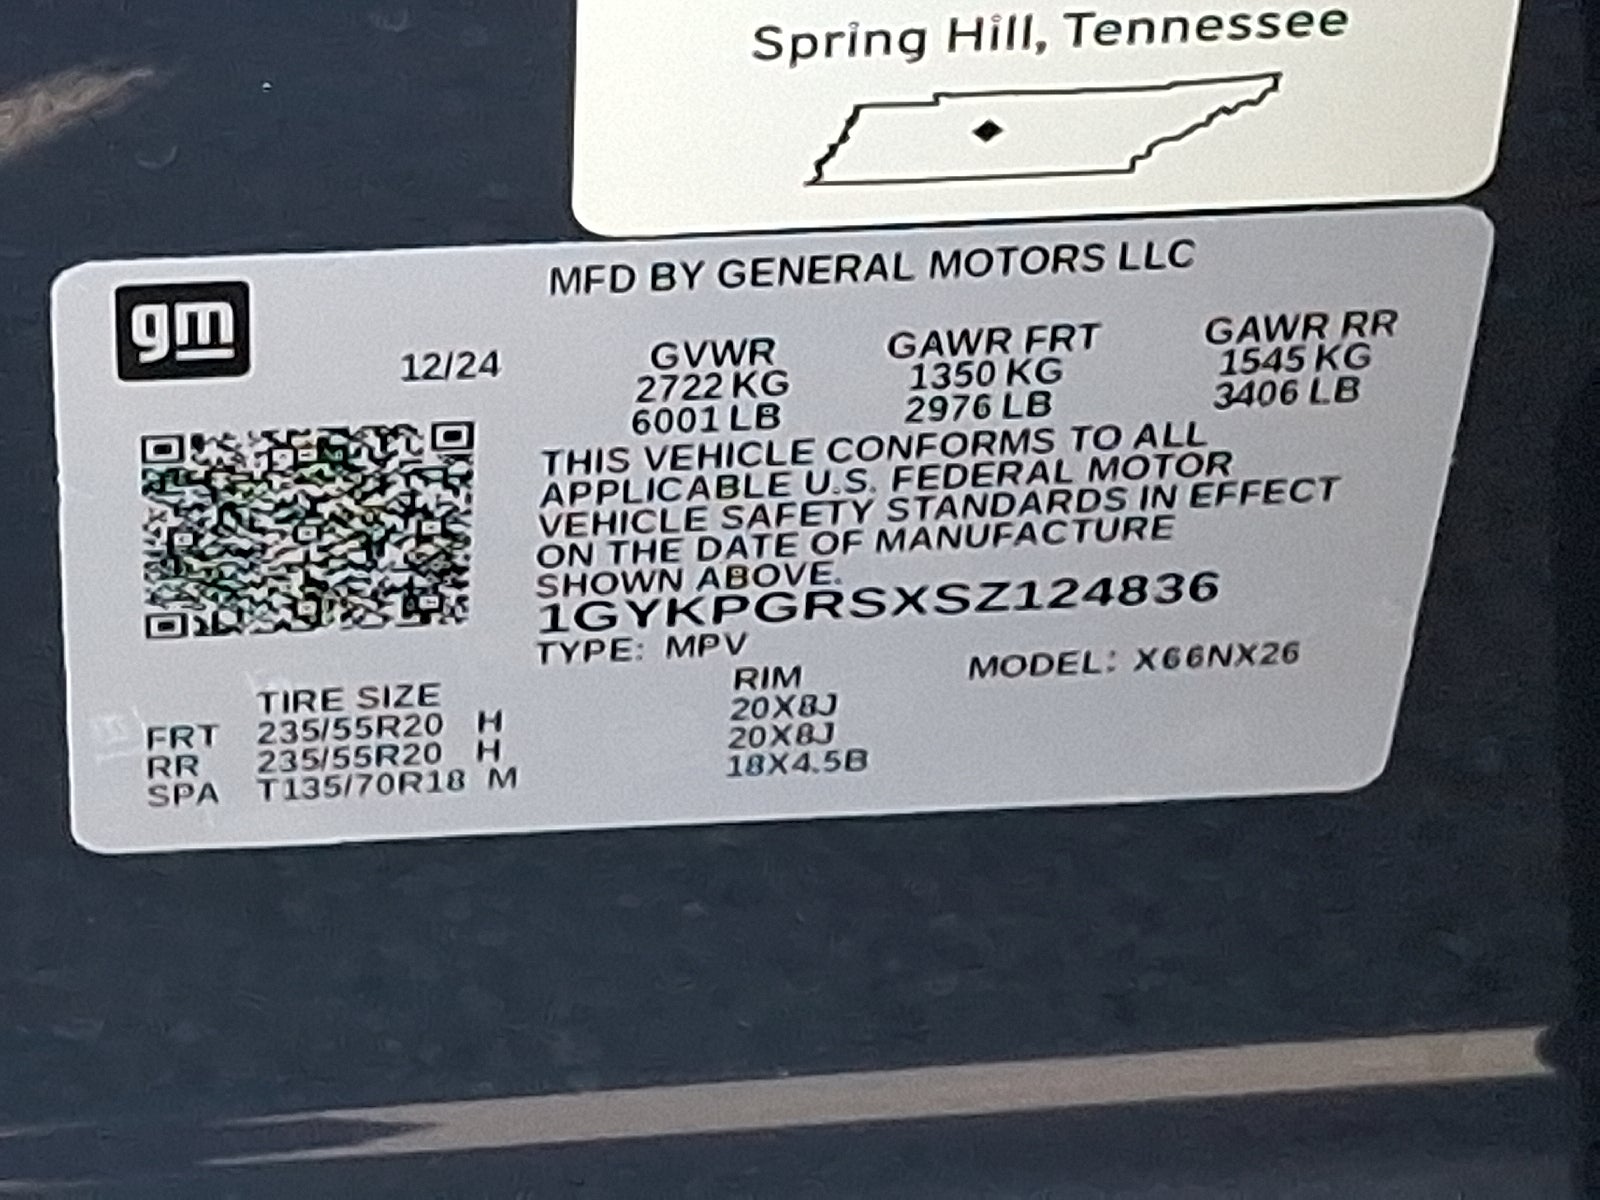 Spring Hill, Tennessee
gm
MFD BY GENERAL MOTORS LLC
12/24
GVWR GAWR FRT GAWR RR
2722 KG 1350 KG 1545 KG
6001 LB 2976 LB 3406 LB
THIS VEHICLE CONFORMS TO ALL
APPLICABLE U.S. FEDERAL MOTOR
VEHICLE SAFETY STANDARDS IN EFFECT
ON THE DATE OF MANUFACTURE
SHOWN ABOVE.
1GYKPGRSXSZ124836
TYPE: MPV MODEL: X66NX26
TIRE SIZE RIM
FRT 235/55R20 H 20X8J
RR 235/55R20 H 20X8J
SPA T135/70R18 M 18X4.5B